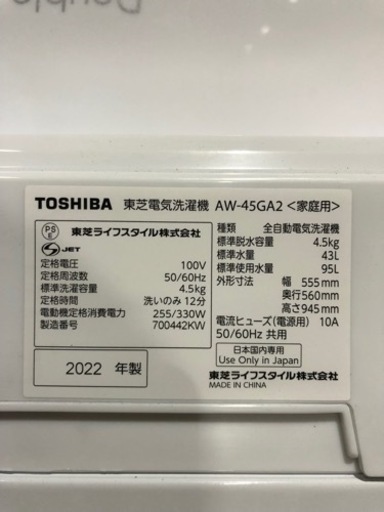 TOSHIBA 東芝電気洗濯機 AW-45GA2 <家庭用>
PS
E
東芝ライフスタイル株式会社
S JET
定格電圧 100V
定格周波数 50/60Hz
標準洗濯容量 4.5kg
定格時間 洗いのみ 12分
電動機定格消費電力 255/330W
製造番号 700442KW
2022 年製
種類 全自動電気洗濯機
標準脱水容量 4.5kg
標準水量 43L
標準使用水量 95L
外形寸法 幅 555mm
奥行560mm
高さ945mm
電流ヒューズ(電源用) 10A
50/60Hz 共用
日本国内専用
Use Only in Japan
東芝ライフスタイル株式会社
MADE IN CHINA